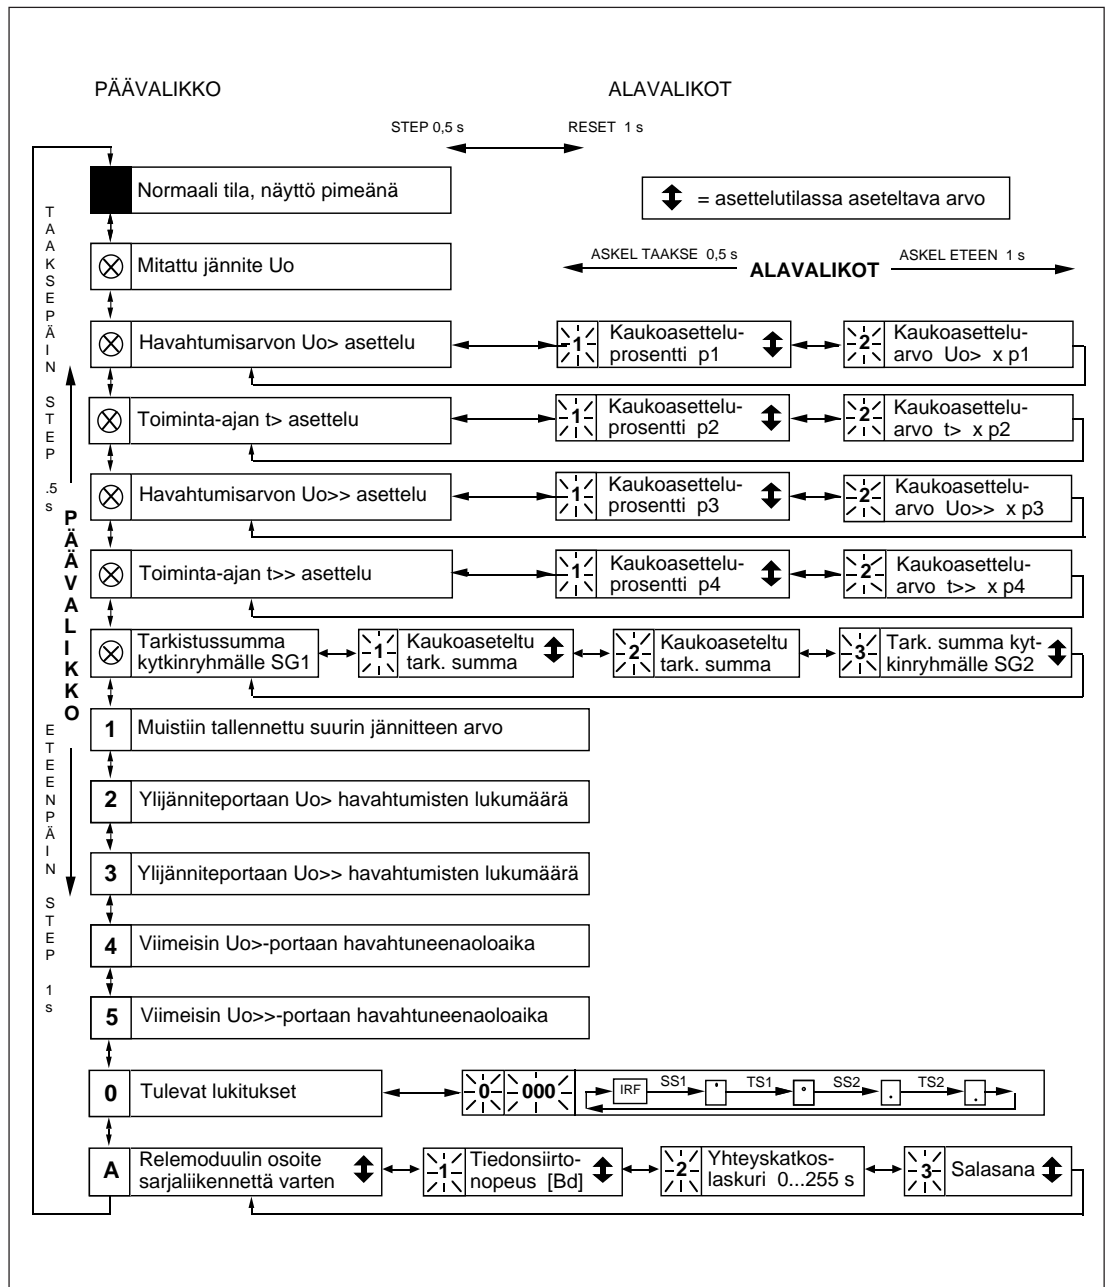 PÄÄVALIKKO
ALAVALIKOT
STEP 0,5 s
RESET 1 s
Normaali tila, näyttö pimeänä
= asettelutilassa aseteltava arvo
Mitattu jännite Uo
ASKEL TAAKSE 0,5 s
ALAVALIKOT
ASKEL ETEEN 1 s
TAAKSEPÄIN STEP .5 s
PÄÄVALIKKO
ETEENPÄIN STEP 1 s
Havahtumisarvon Uo> asettelu
1
Kaukoasettelu-
prosentti p1
2
Kaukoasettelu-
arvo Uo> x p1
Toiminta-ajan t> asettelu
1
Kaukoasettelu-
prosentti p2
2
Kaukoasettelu-
arvo t> x p2
Havahtumisarvon Uo>> asettelu
1
Kaukoasettelu-
prosentti p3
2
Kaukoasettelu-
arvo Uo>> x p3
Toiminta-ajan t>> asettelu
1
Kaukoasettelu-
prosentti p4
2
Kaukoasettelu-
arvo t>> x p4
Tarkistussumma
kytkinryhmälle SG1
1
Kaukoaseteltu
tark. summa
2
Kaukoaseteltu
tark. summa
3
Tark. summa kyt-
kinryhmälle SG2
1
Muistiin tallennettu suurin jännitteen arvo
2
Ylijänniteportaan Uo> havahtumisten lukumäärä
3
Ylijänniteportaan Uo>> havahtumisten lukumäärä
4
Viimeisin Uo>-portaan havahtuneenaoloaika
5
Viimeisin Uo>>-portaan havahtuneenaoloaika
0
Tulevat lukitukset
0
000
IRF
SS1
TS1
SS2
TS2
A
Relemoduulin osoite
sarjaliikennettä varten
1
Tiedonsiirto-
nopeus [Bd]
2
Yhteyskatkos-
laskuri 0...255 s
3
Salasana